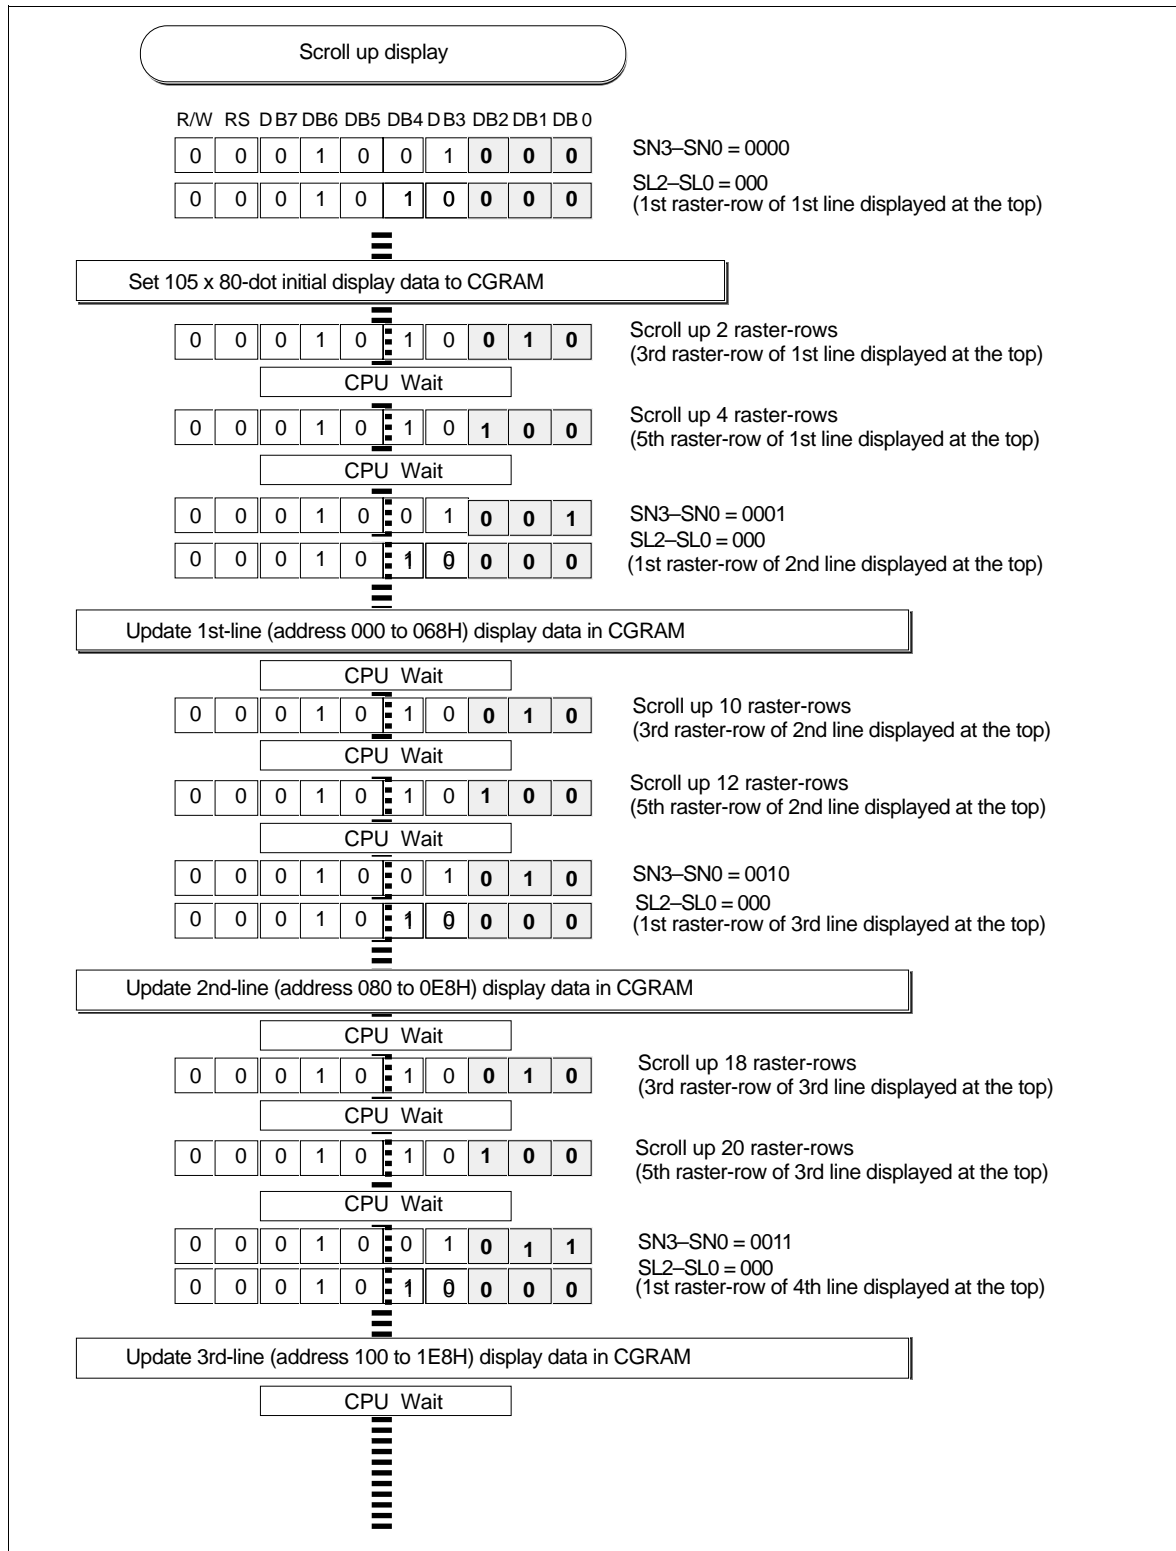 Scroll up display
R/W RS DB7 DB6 DB5 DB4 DB3 DB2 DB1 DB0
0 0 0 1 0 0 1 0 0 0 SN3–SN0 = 0000
SL2–SL0 = 000
0 0 0 1 0 1 0 0 0 0 (1st raster-row of 1st line displayed at the top)
Set 105 x 80-dot initial display data to CGRAM
0 0 0 1 0 1 0 0 1 0 Scroll up 2 raster-rows
(3rd raster-row of 1st line displayed at the top)
CPU Wait
0 0 0 1 0 1 0 1 0 0 Scroll up 4 raster-rows
(5th raster-row of 1st line displayed at the top)
CPU Wait
0 0 0 1 0 0 1 0 0 1 SN3–SN0 = 0001
SL2–SL0 = 000
0 0 0 1 0 1 0 0 0 0 (1st raster-row of 2nd line displayed at the top)
Update 1st-line (address 000 to 068H) display data in CGRAM
CPU Wait
0 0 0 1 0 1 0 0 1 0 Scroll up 10 raster-rows
(3rd raster-row of 2nd line displayed at the top)
CPU Wait
0 0 0 1 0 1 0 1 0 0 Scroll up 12 raster-rows
(5th raster-row of 2nd line displayed at the top)
CPU Wait
0 0 0 1 0 0 1 0 1 0 SN3–SN0 = 0010
SL2–SL0 = 000
0 0 0 1 0 1 0 0 0 0 (1st raster-row of 3rd line displayed at the top)
Update 2nd-line (address 080 to 0E8H) display data in CGRAM
CPU Wait
0 0 0 1 0 1 0 0 1 0 Scroll up 18 raster-rows
(3rd raster-row of 3rd line displayed at the top)
CPU Wait
0 0 0 1 0 1 0 1 0 0 Scroll up 20 raster-rows
(5th raster-row of 3rd line displayed at the top)
CPU Wait
0 0 0 1 0 0 1 0 1 1 SN3–SN0 = 0011
SL2–SL0 = 000
0 0 0 1 0 1 0 0 0 0 (1st raster-row of 4th line displayed at the top)
Update 3rd-line (address 100 to 1E8H) display data in CGRAM
CPU Wait